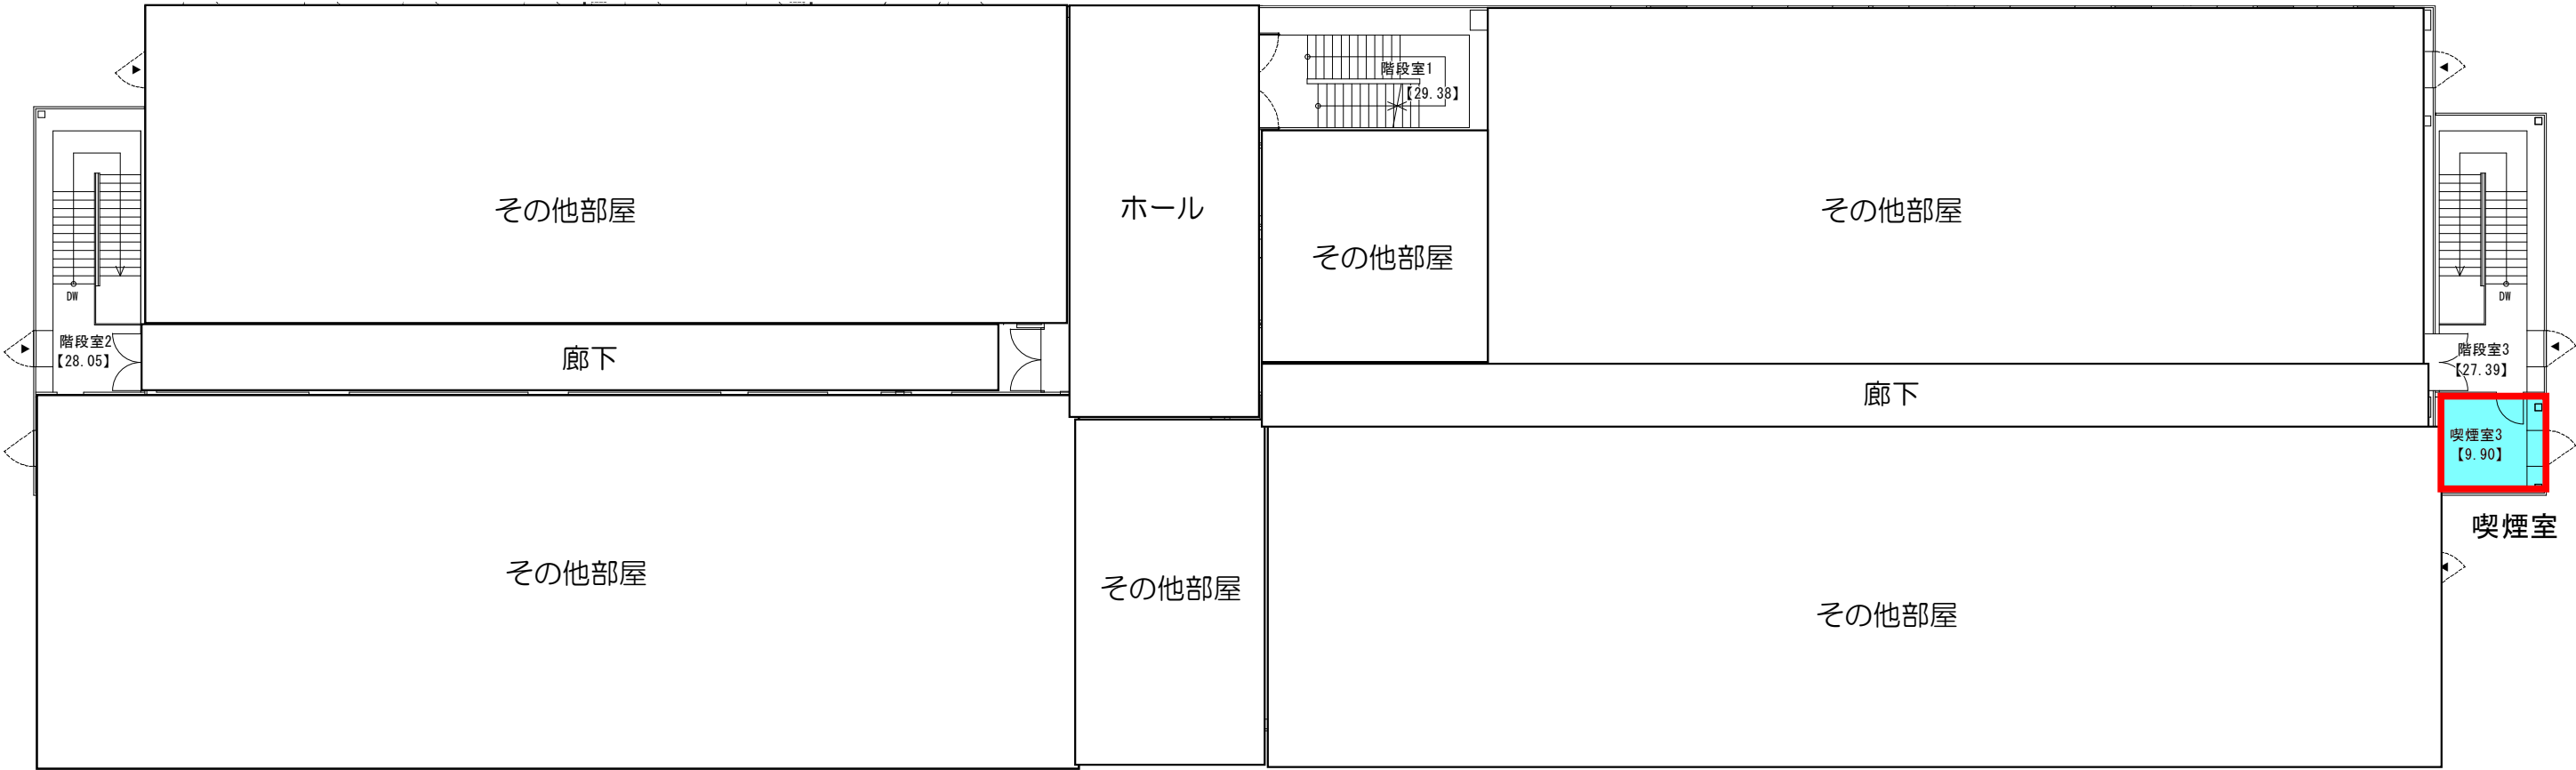 階段室1
【29.38】
その他部屋
ホール
その他部屋
その他部屋
DW
DW
階段室2
【28.05】
廊下
階段室3
【27.39】
廊下
喫煙室3
【9.90】
喫煙室
その他部屋
その他部屋
その他部屋